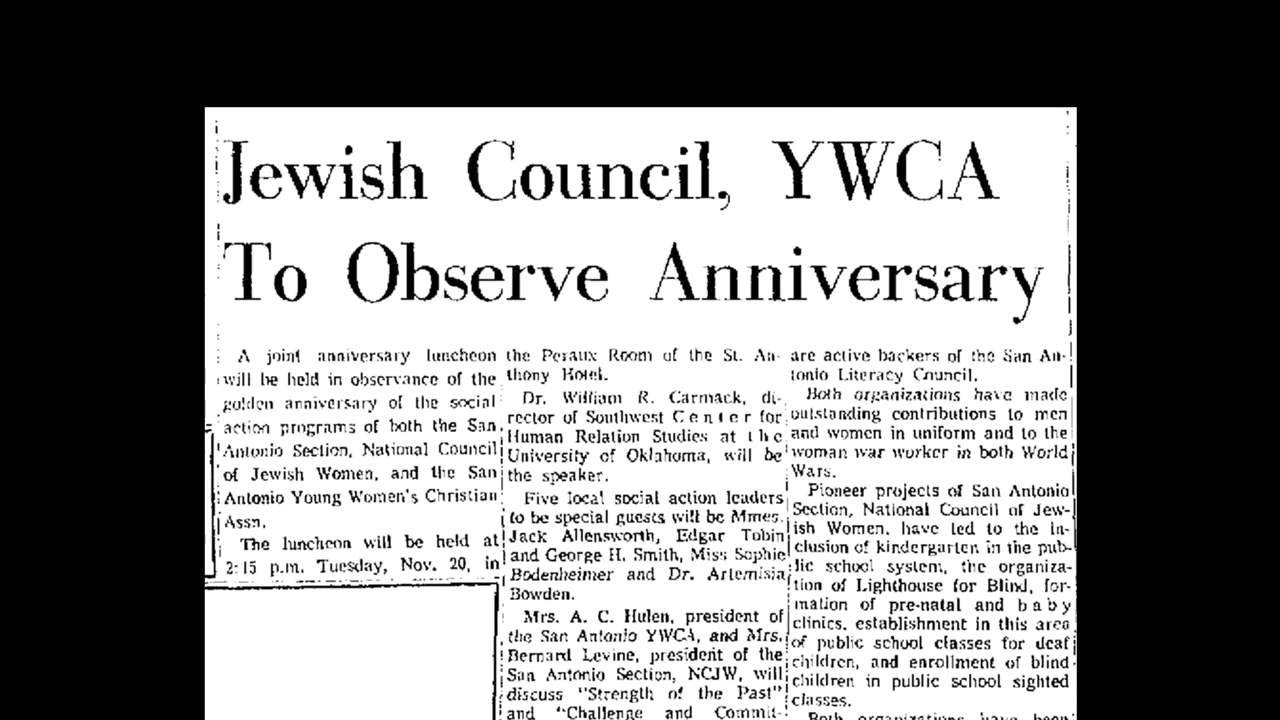 Jewish Council, YWCA
To Observe Anniversary
A joint anniversary luncheon
will be held in observance of the
golden anniversary of the social
action programs of both the San
Antonio Section, National Council
of Jewish Women, and the San
Antonio Young Women's Christian
Assn.
The luncheon will be held at
2:15 p.m. Tuesday, Nov. 20, in
the Peraux Room of the St. An-
thony Hotel.
Dr. William R. Carmack, di-
rector of Southwest Center for
Human Relation Studies at the
University of Oklahoma, will be
the speaker.
Five local social action leaders
to be special guests will be Mmes.
Jack Allensworth, Edgar Tobin
and George H. Smith, Miss Sophie
Bodenheimer and Dr. Artemisia
Bowden.
Mrs. A. C. Hulen, president of
the San Antonio YWCA, and Mrs.
Bernard Levine, president of the
San Antonio Section, NCJW, will
discuss "Strength of the Past"
and "Challenge and Commit-
are active backers of the San An-
tonio Literacy Council.
Both organizations have made
outstanding contributions to men
and women in uniform and to the
woman war worker in both World
Wars.
Pioneer projects of San Antonio
Section, National Council of Jew-
ish Women, have led to the in-
clusion of kindergarten in the pub-
lic school system, the organiza-
tion of Lighthouse for Blind, for-
mation of pre-natal and baby
clinics, establishment in this area
of public school classes for deaf
children, and enrollment of blind
children in public school sighted
classes.
Both organizations have been